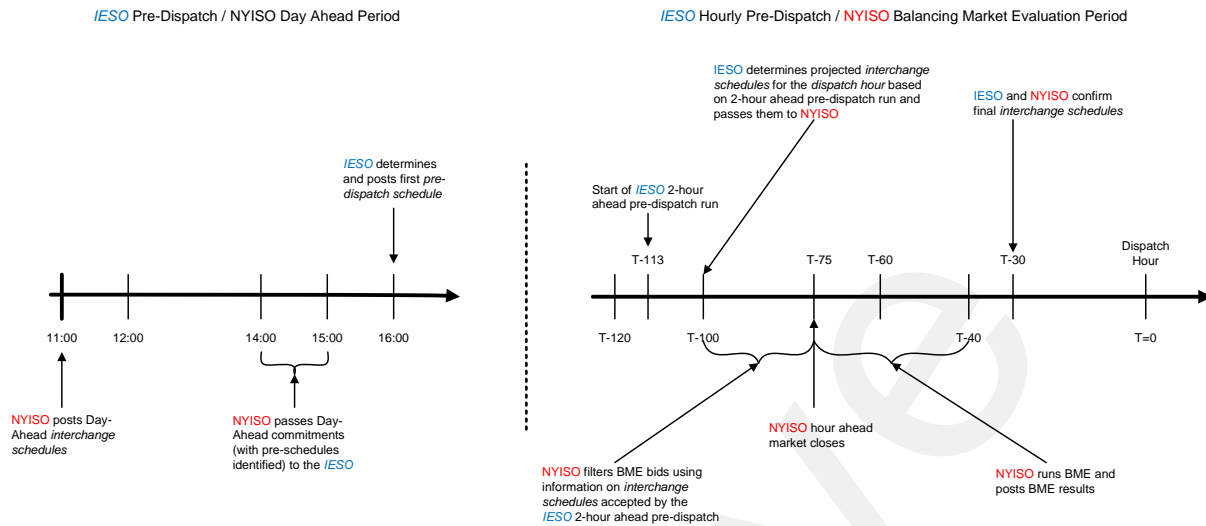 IESO Pre-Dispatch / NYISO Day Ahead Period
IESO Hourly Pre-Dispatch / NYISO Balancing Market Evaluation Period
IESO determines
and posts first pre-
dispatch schedule
11:00
12:00
14:00
15:00
16:00
NYISO posts Day-
Ahead interchange
schedules
NYISO passes Day-
Ahead commitments
(with pre-schedules
identified) to the IESO
IESO determines projected interchange
schedules for the dispatch hour based
on 2-hour ahead pre-dispatch run and
passes them to NYISO
IESO and NYISO confirm
final interchange schedules
Start of IESO 2-hour
ahead pre-dispatch run
Dispatch
Hour
T-113
T-75
T-60
T-30
T-120
T-100
T-40
T=0
NYISO hour ahead
market closes
NYISO filters BME bids using
information on interchange
schedules accepted by the
IESO 2-hour ahead pre-dispatch
NYISO runs BME and
posts BME results